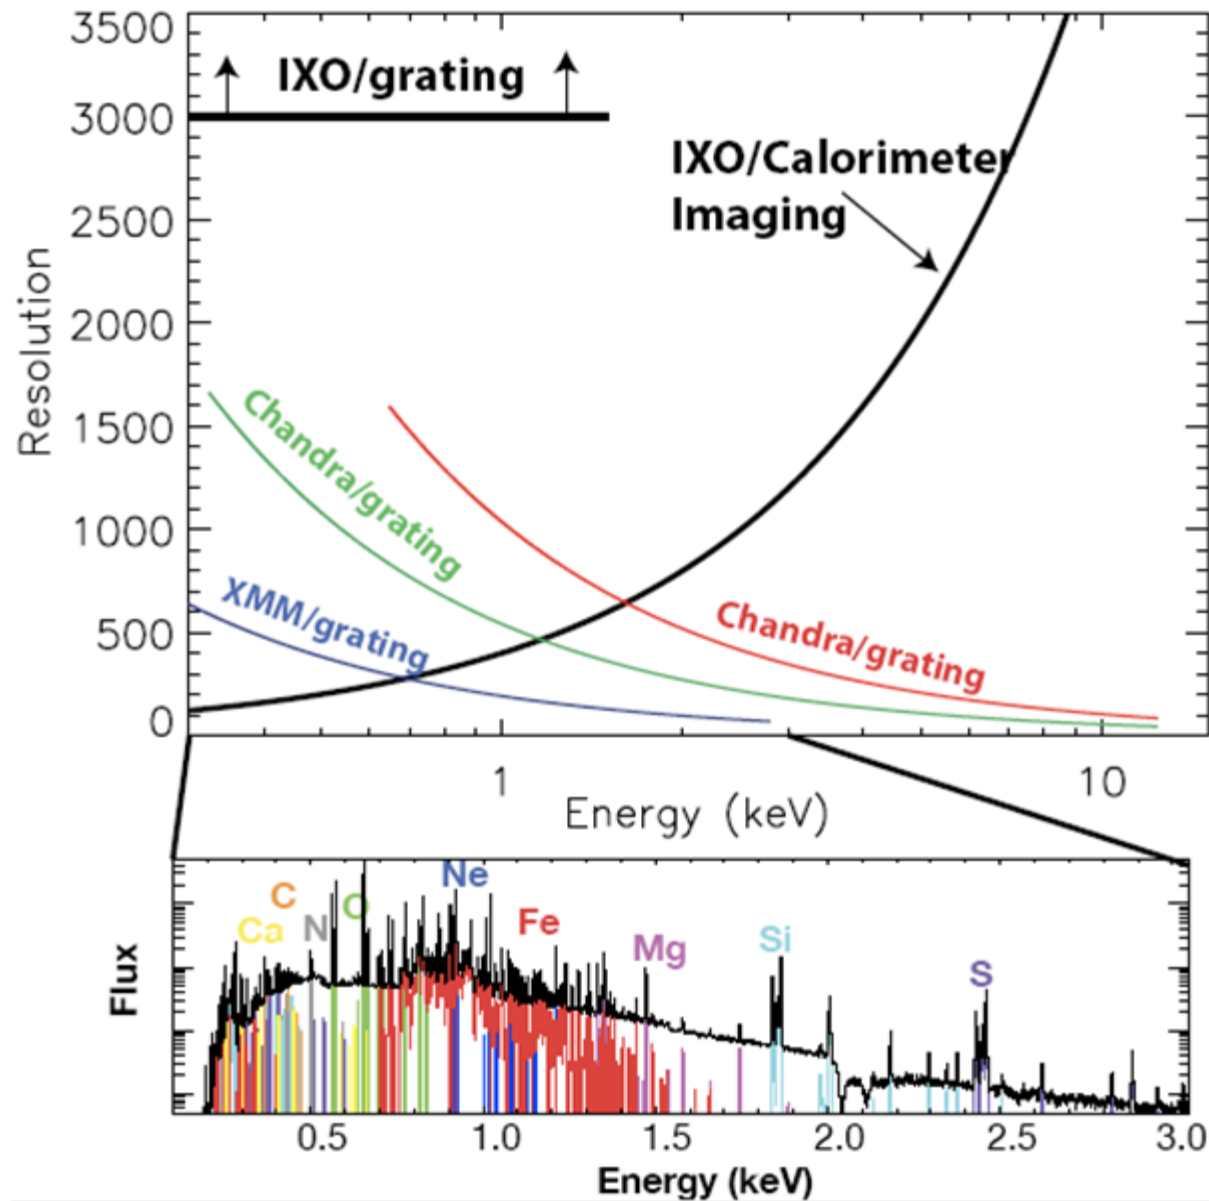 3500
IXO/grating
3000
IXO/Calorimeter
Imaging
2500
2000
Resolution
1500
Chandra/grating
1000
XMM/grating
500
Chandra/grating
0
1
10
Energy (keV)
Ne
C
Ca
N
O
Fe
Mg
Si
S
Flux
0.5
1.0
1.5
2.0
2.5
3.0
Energy (keV)